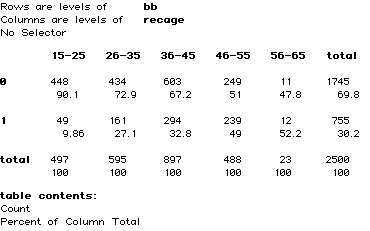 Rows are levels of bb
Columns are levels of recage
No Selector
15-25 26-35 36-45 46-55 56-65 total
0 448 434 603 249 11 1745
90.1 72.9 67.2 51 47.8 69.8
1 49 161 294 239 12 755
9.86 27.1 32.8 49 52.2 30.2
total 497 595 897 488 23 2500
100 100 100 100 100 100
table contents:
Count
Percent of Column Total